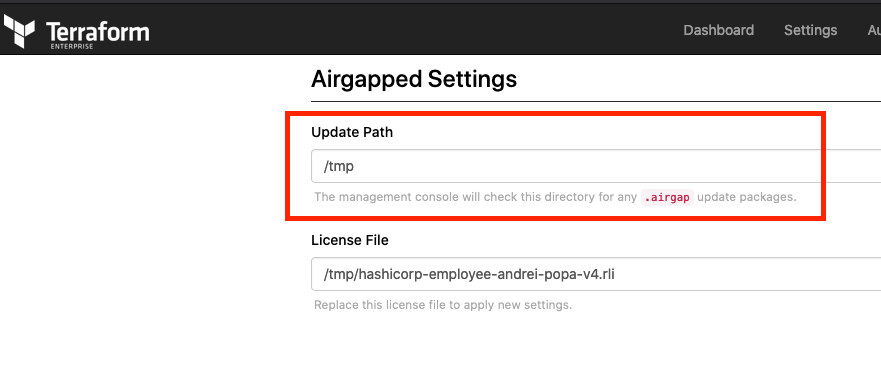 Terraform
ENTERPRISE
Dashboard Settings Au
Airgapped Settings
Update Path
/tmp
The management console will check this directory for any .airgap update packages.
License File
/tmp/hashicorp-employee-andrei-popa-v4.rli
Replace this license file to apply new settings.